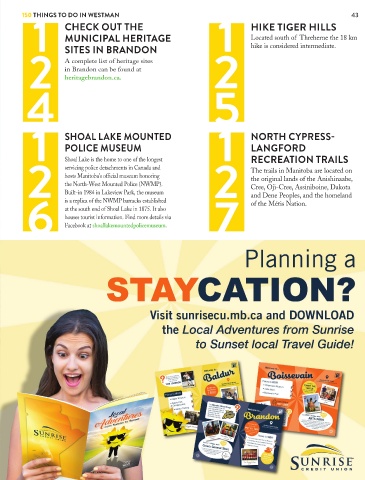 150 THINGS TO DO IN WESTMAN
43
124
CHECK OUT THE
MUNICIPAL HERITAGE
SITES IN BRANDON
A complete list of heritage sites
in Brandon can be found at
heritagebrandon.ca.
125
HIKE TIGER HILLS
Located south of Threherne the 18 km
hike is considered intermediate.
126
SHOAL LAKE MOUNTED
POLICE MUSEUM
Shoal Lake is the home to one of the longest
servicing police detachments in Canada and
hosts Manitoba's official museum honoring
the North-West Mounted Police (NWMP)
Built-in 1984 in Lakeview Park, the museum
is a replica of the NWMP barracks established
at the south end of Shoal Lake in 1875. It also
houses tourist information. Find more details via
Facebook at shoallakemountedpolicemuseum.
127
NORTH CYPRESS-
LANGFORD
RECREATION TRAILS
The trails in Manitoba are located on
the original lands of the Anishinaabe,
Cree, Oji-Cree, Assiniboine, Dakota
and Dene Peoples, and the homeland
of the Métis Nation.
Planning a
STAYCATION?
Visit sunrisecu.mb.ca and DOWNLOAD
the Local Adventures from Sunrise
to Sunset local Travel Guide!
SUNRISE
Local
Adventures
Baldur
Boissevain
Brandon
SUNRISE
CREDIT UNION